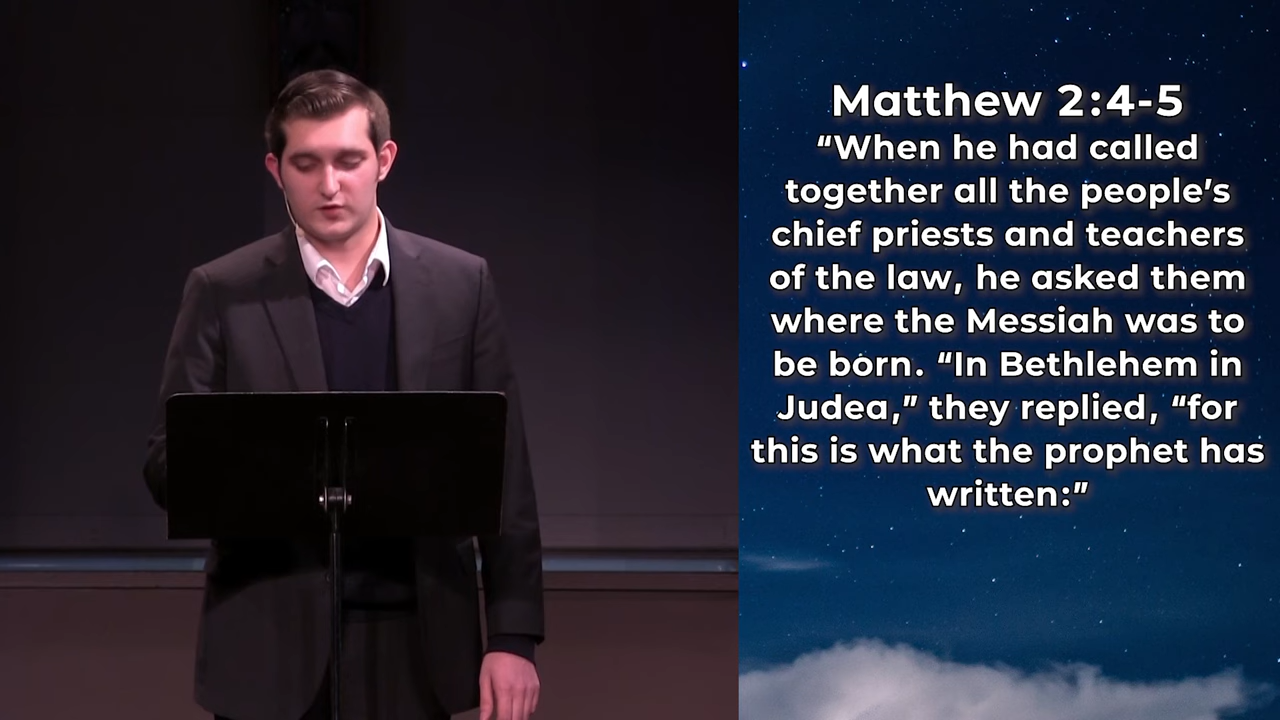 Matthew 2:4-5
“When he had called
together all the people’s
chief priests and teachers
of the law, he asked them
where the Messiah was to
be born. “In Bethlehem in
Judea,” they replied, “for
this is what the prophet has
written:”